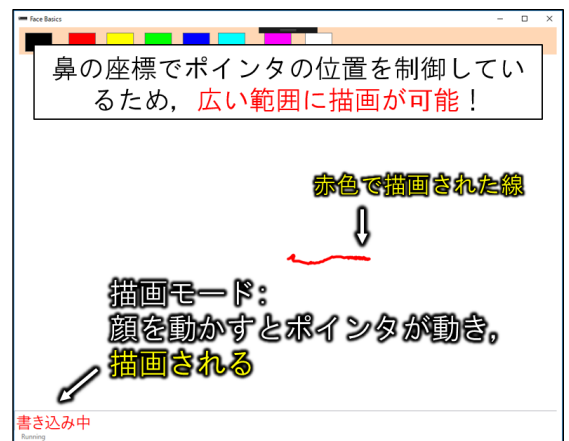 Face Basics
鼻の座標でポインタの位置を制御してい
るため，広い範囲に描画が可能！
赤色で描画された線
描画モード：
顔を動かすとポインタが動き，
描画される
書き込み中
Running